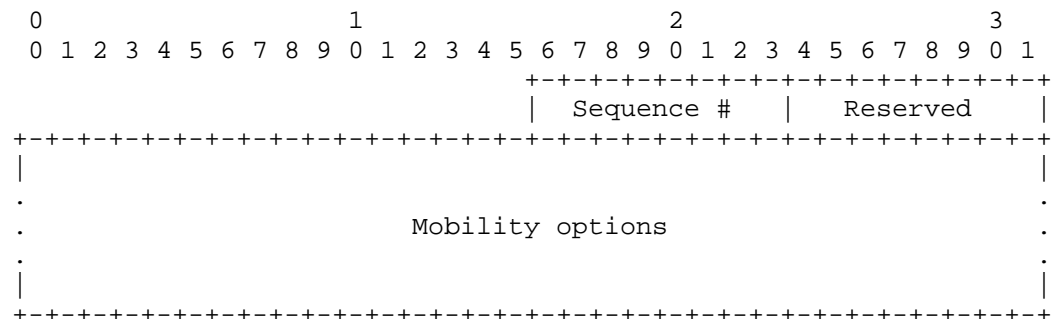 0                   1                   2                   3
 0 1 2 3 4 5 6 7 8 9 0 1 2 3 4 5 6 7 8 9 0 1 2 3 4 5 6 7 8 9 0 1
                                +-+-+-+-+-+-+-+-+-+-+-+-+-+-+-+-+
                                |  Sequence #   |   Reserved    |
+-+-+-+-+-+-+-+-+-+-+-+-+-+-+-+-+-+-+-+-+-+-+-+-+-+-+-+-+-+-+-+-+
|                                                               |
.                                                               .
.                        Mobility options                       .
.                                                               .
|                                                               |
+-+-+-+-+-+-+-+-+-+-+-+-+-+-+-+-+-+-+-+-+-+-+-+-+-+-+-+-+-+-+-+-+